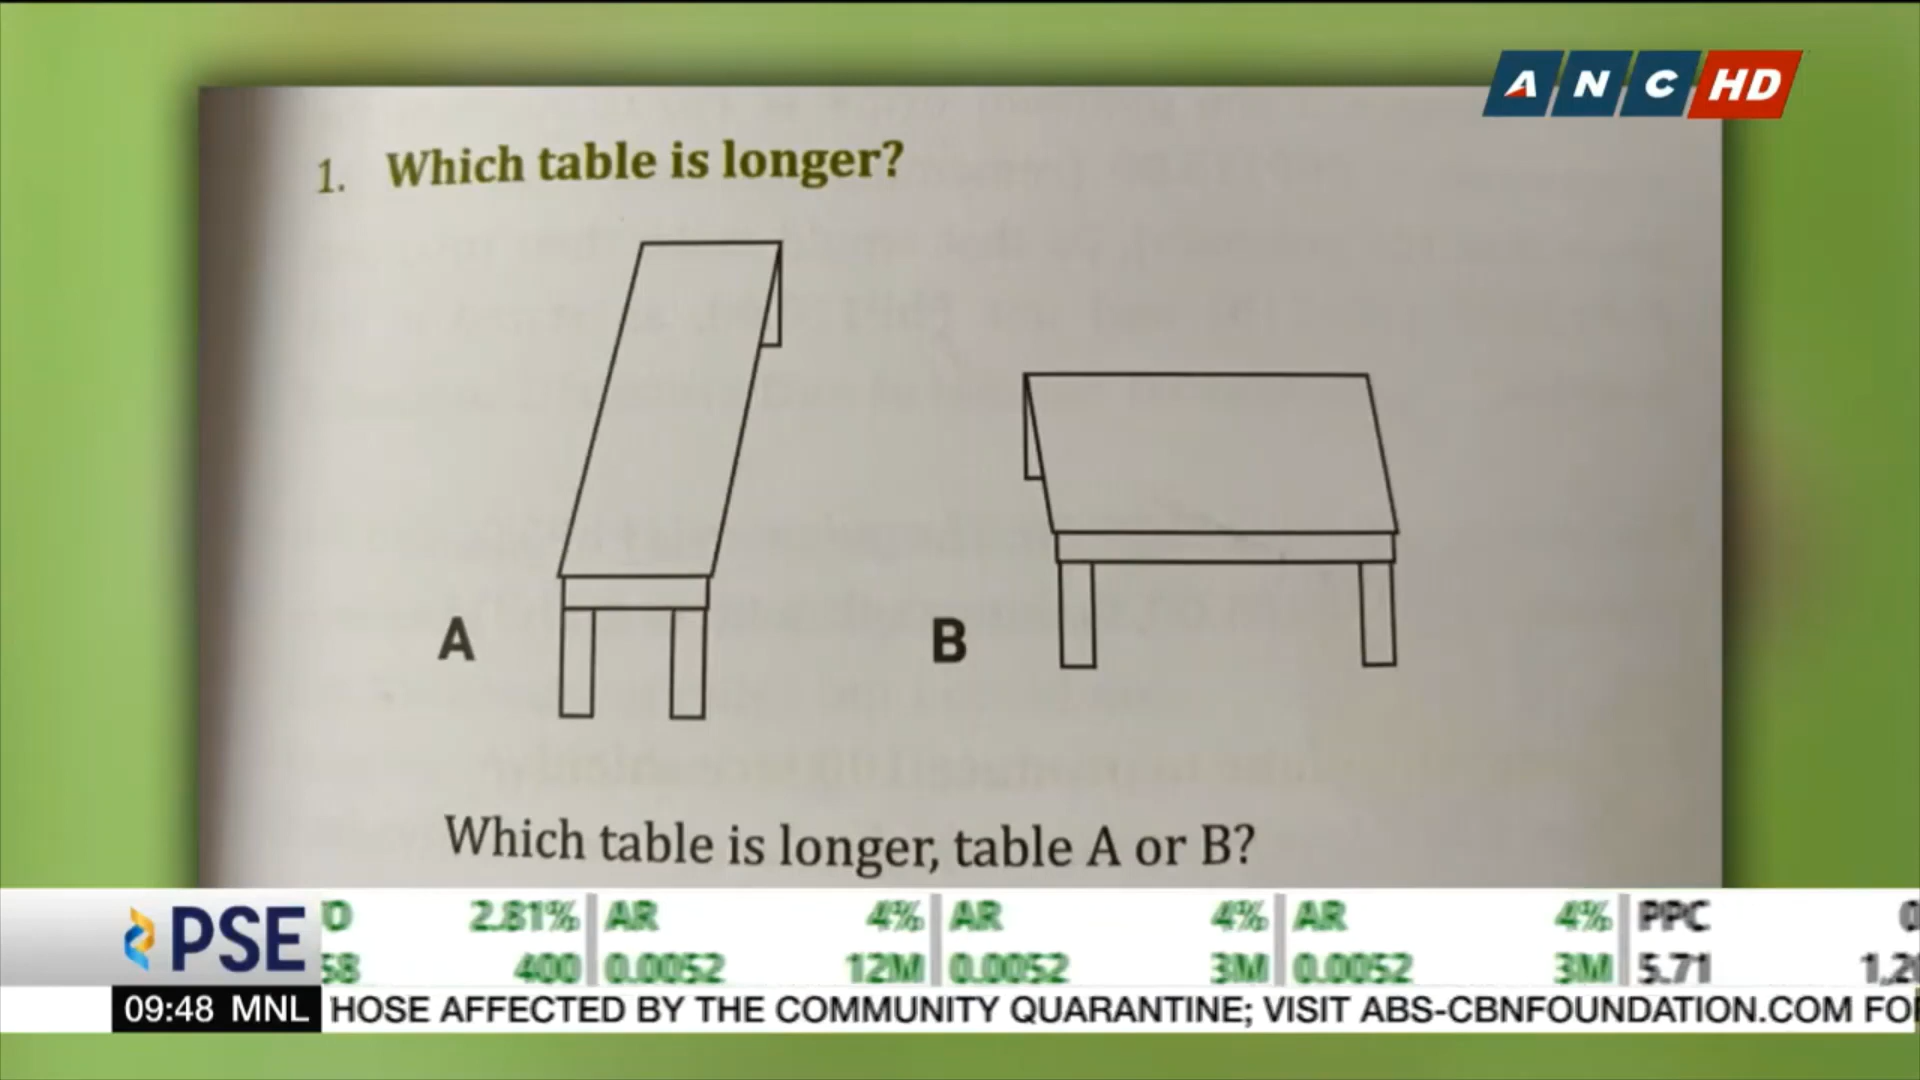 ANC HD
1. Which table is longer?
A
B
Which table is longer, table A or B?
PSE
2.81% AR 4% AR 4% AR 4% PPC
400 0.0052 12M 0.0052 3M 0.0052 3M 5.71
09:48 MNL HOSE AFFECTED BY THE COMMUNITY QUARANTINE; VISIT ABS-CBNFOUNDATION.COM